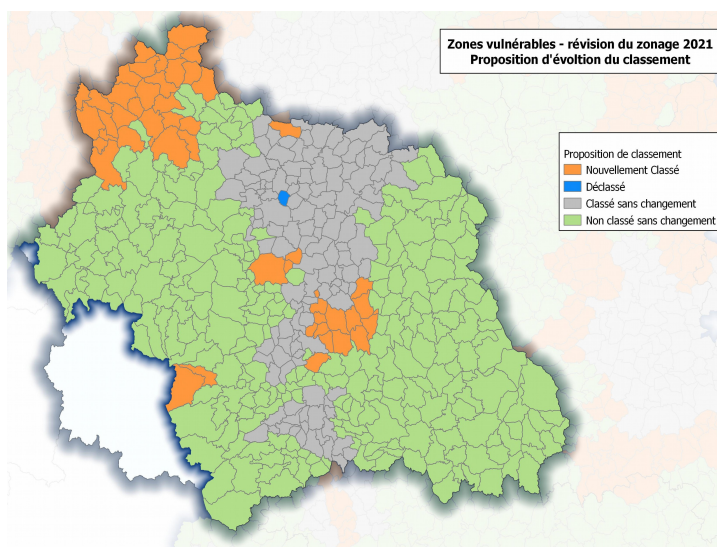 Zones vulnérables - révision du zonage 2021
Proposition d'évoltion du classement
Proposition de classement
Nouvellement Classé
Déclassé
Classé sans changement
Non classé sans changement